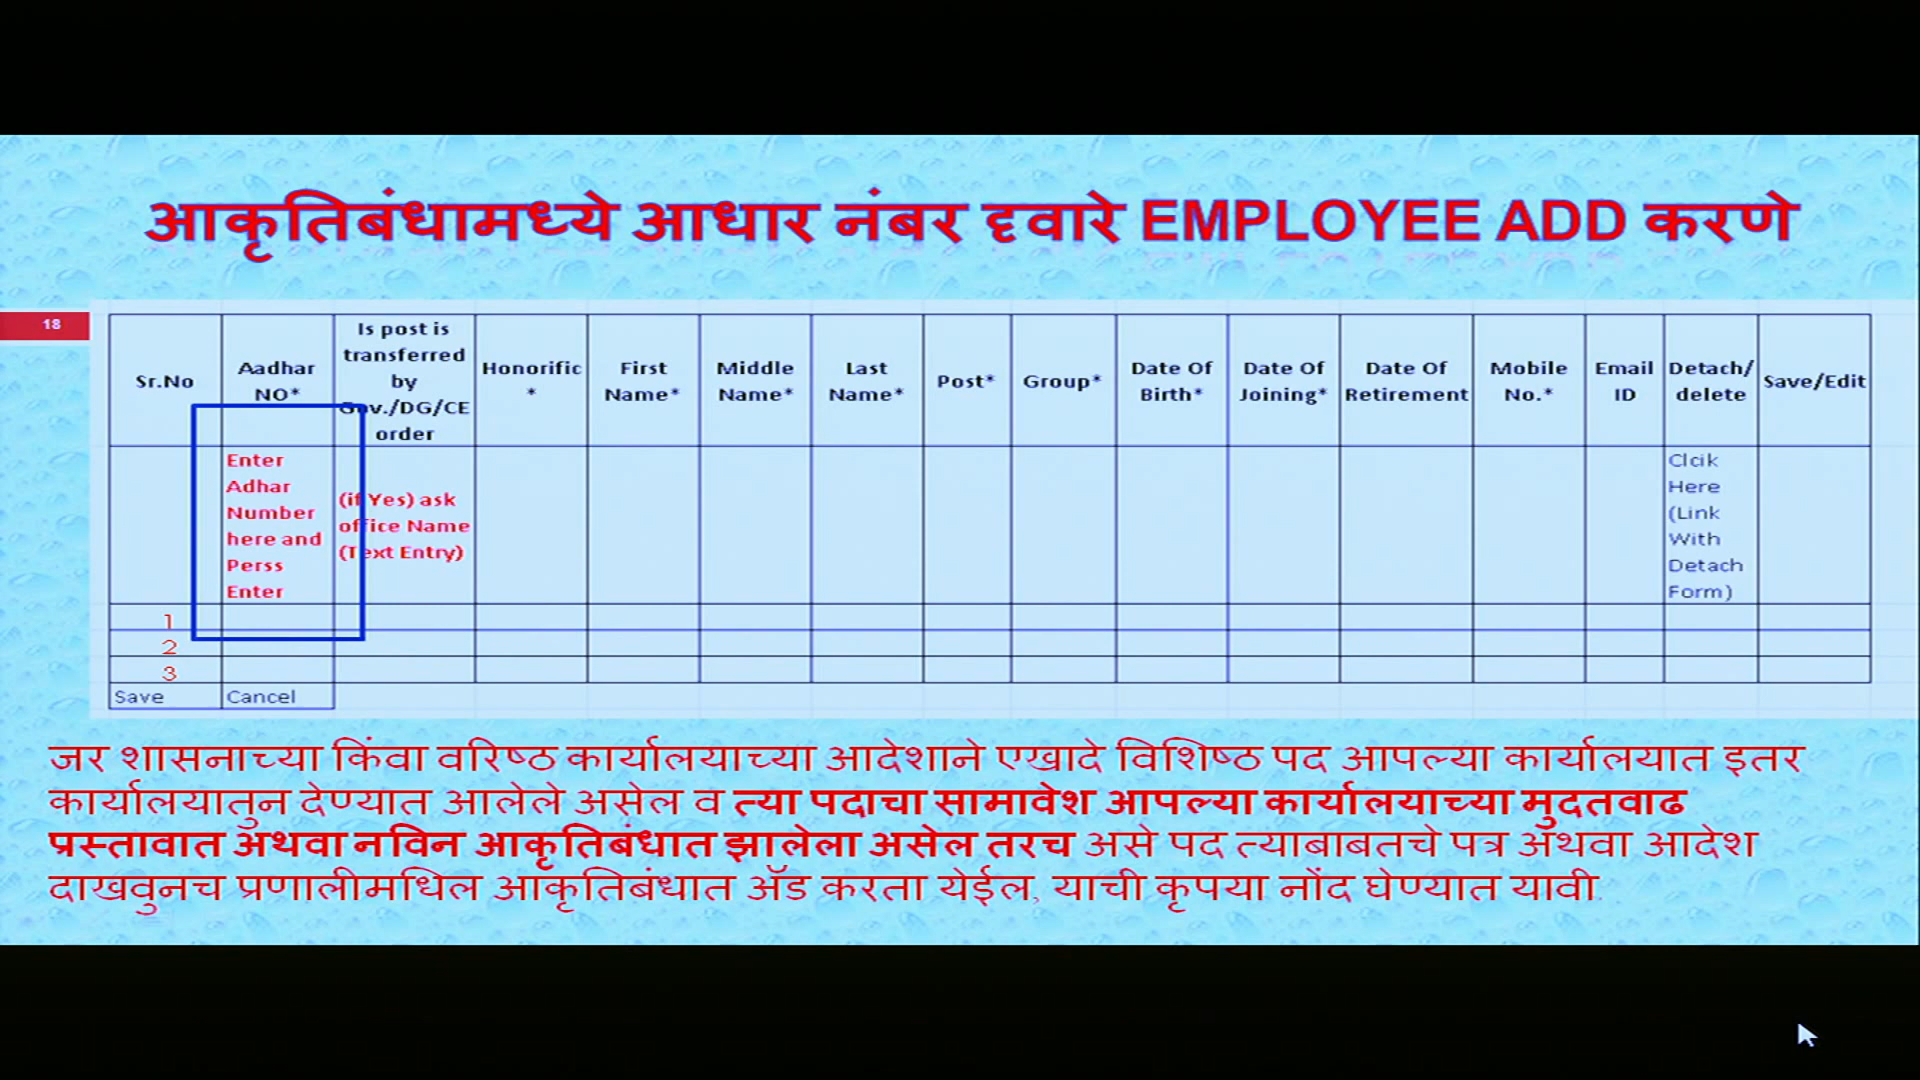 आकृतिबंधामध्ये आधार नंबर दृवारे EMPLOYEE ADD करणे
18
Sr.No
Aadhar
NO*
Is post is
transferred
by
Gov./DG/CE
order
Honorific
*
First
Name*
Middle
Name*
Last
Name*
Post*
Group*
Date Of
Birth*
Date Of
Joining*
Date Of
Retirement
Mobile
No.*
Email
ID
Detach/
delete
Save/Edit
Enter
Adhar
Number
here and
Perss
Enter
(if Yes) ask
office Name
(Text Entry)
Clcik
Here
(Link
With
Detach
Form)
1
2
3
Save
Cancel
जर शासनाच्या किंवा वरिष्ठ कार्यालयाच्या आदेशाने एखादे विशिष्ठ पद आपल्या कार्यालयात इतर
कार्यालयातुन देण्यात आलेले असेल व त्या पदाचा सामावेश आपल्या कार्यालयाच्या मुदतवाढ
प्रस्तावात अथवा नविन आकृतिबंधात झालेला असेल तरच असे पद त्याबाबतचे पत्र अथवा आदेश
दाखवुनच प्रणालीमधिल आकृतिबंधात ॲड करता येईल, याची कृपया नोंद घेण्यात यावी.